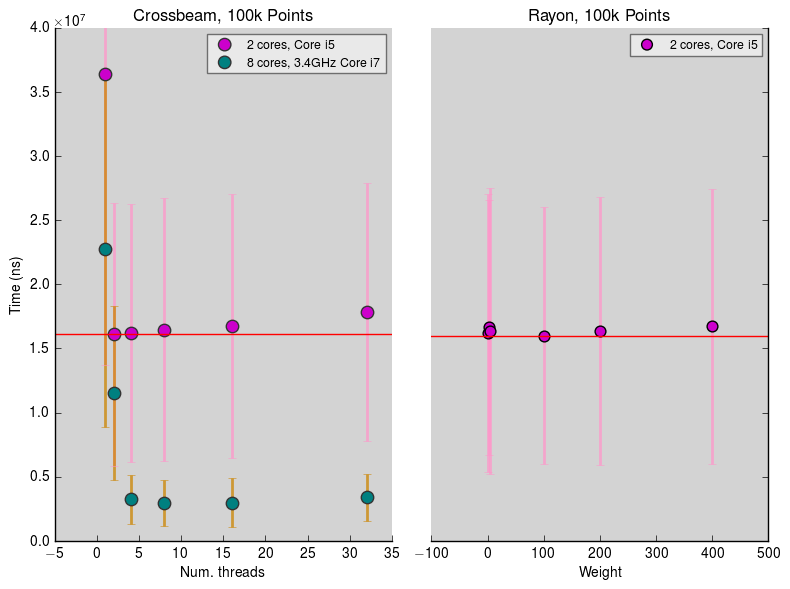 Crossbeam, 100k Points
4.0 ×10⁷
2 cores, Core i5
8 cores, 3.4GHz Core i7
3.5
3.0
2.5
2.0
1.5
1.0
0.5
0.0
Time (ns)
−5 0 5 10 15 20 25 30 35
Num. threads
Rayon, 100k Points
2 cores, Core i5
−100 0 100 200 300 400 500
Weight